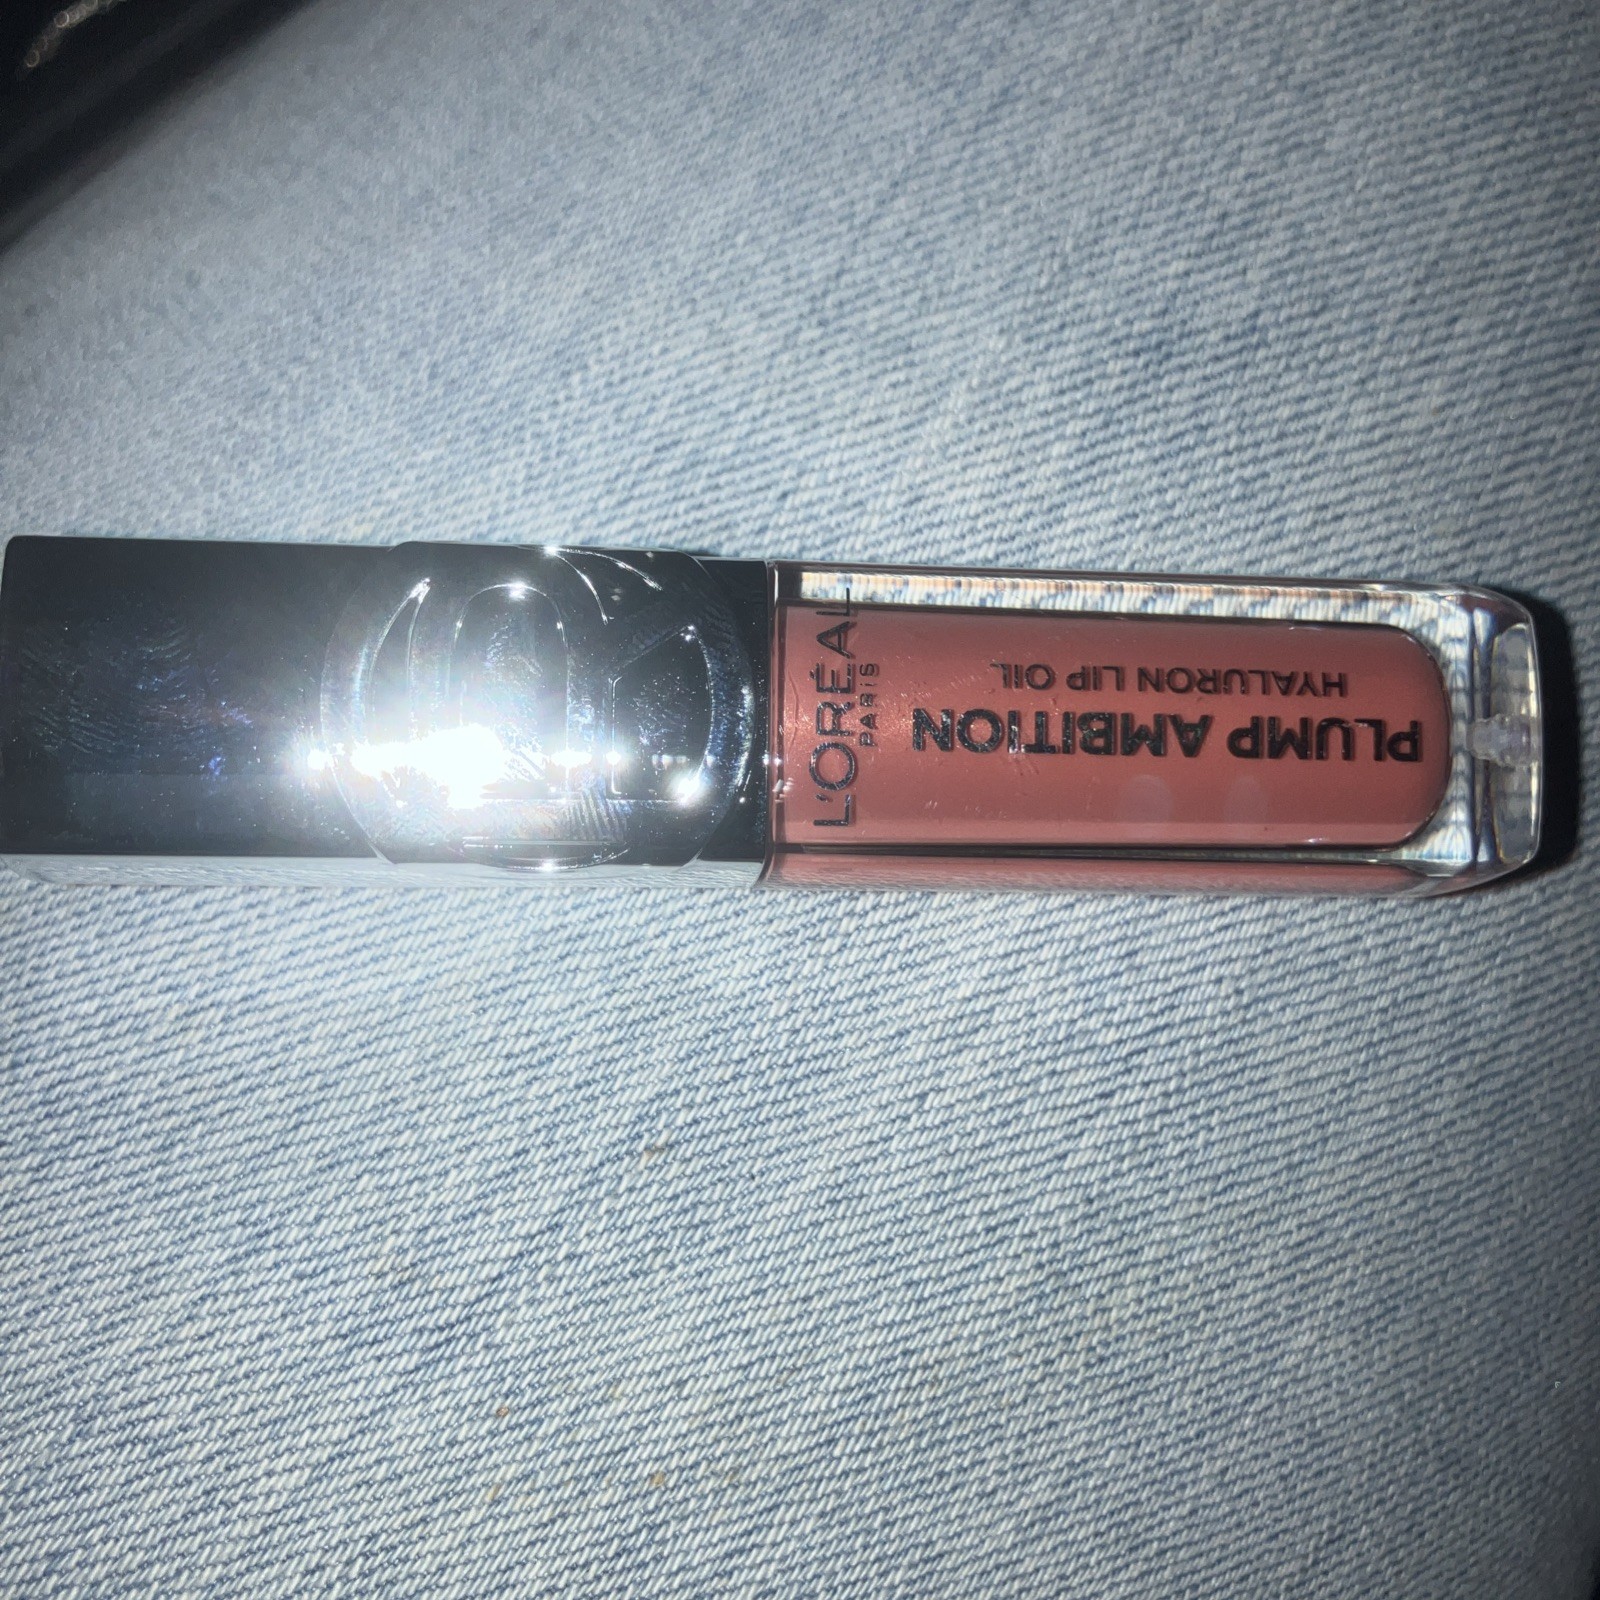 L'ORÉAL
PARIS
PLUMP AMBITION
HYALURON LIP OIL